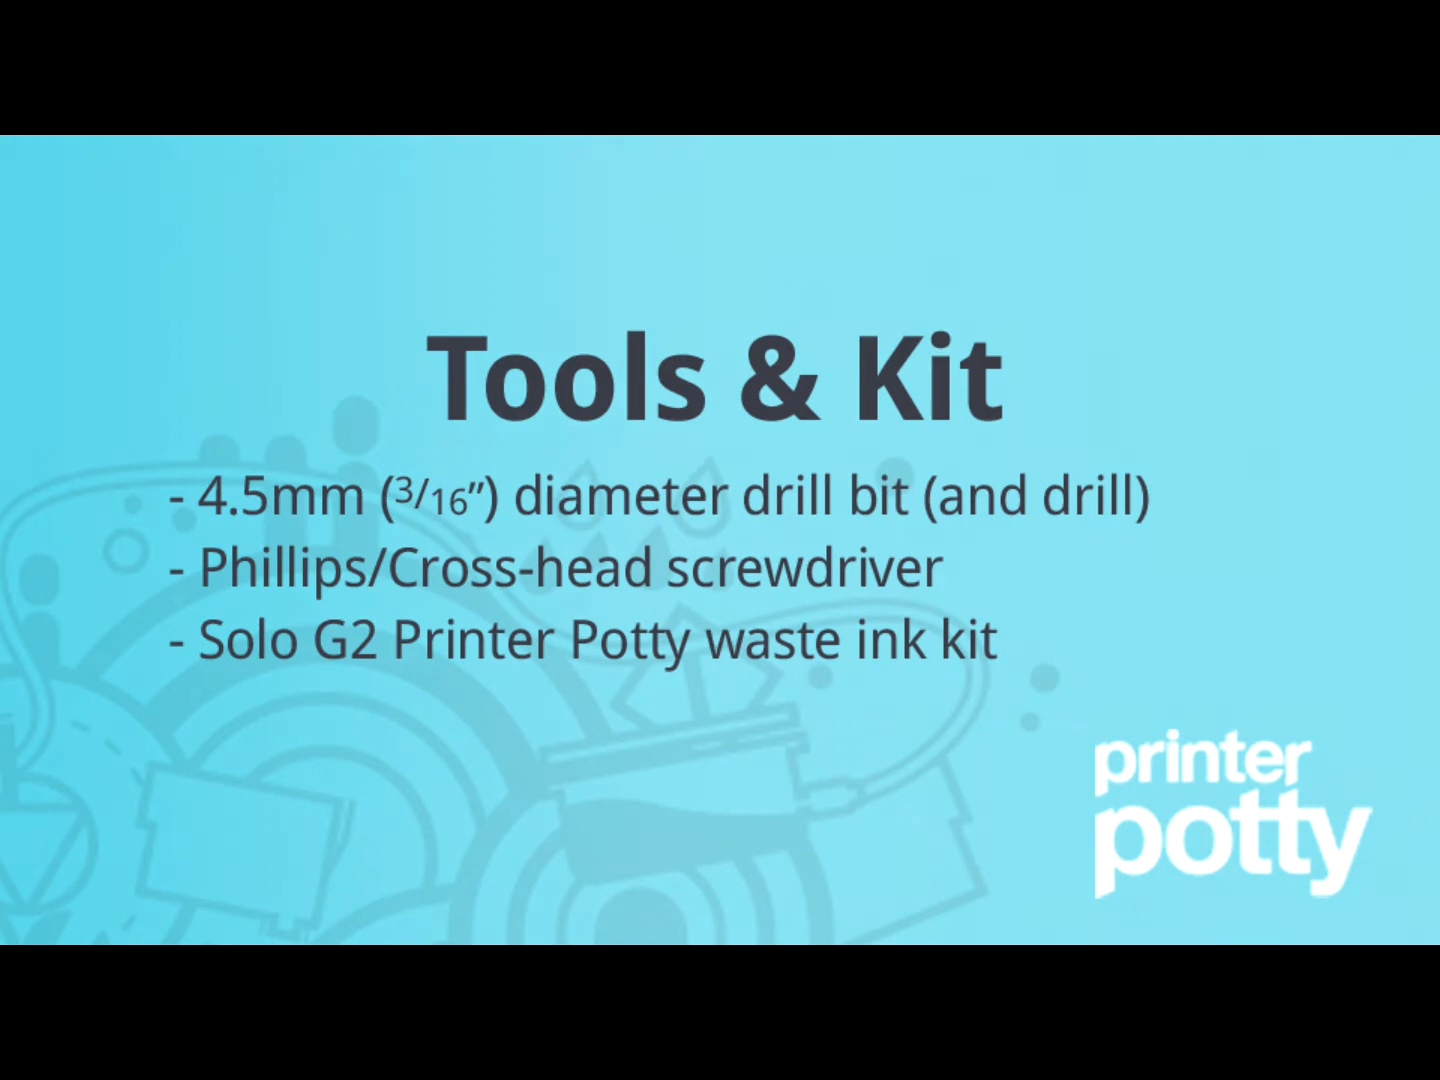 Tools & Kit
- 4.5mm (3/16”) diameter drill bit (and drill)
- Phillips/Cross-head screwdriver
- Solo G2 Printer Potty waste ink kit
printer
potty